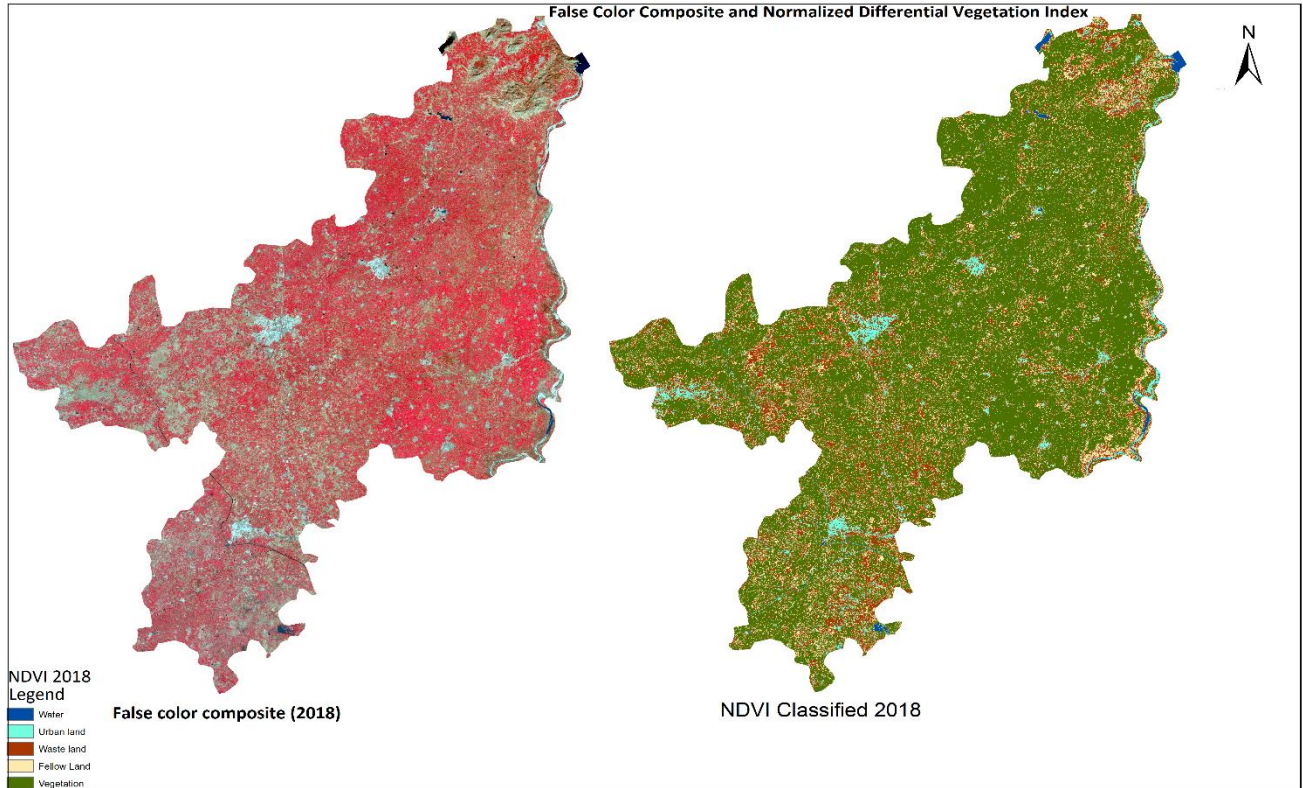 False Color Composite and Normalized Differential Vegetation Index
N
NDVI 2018
Legend
Water
Urban land
Waste land
Fellow Land
Vegetation
False color composite (2018)
NDVI Classified 2018